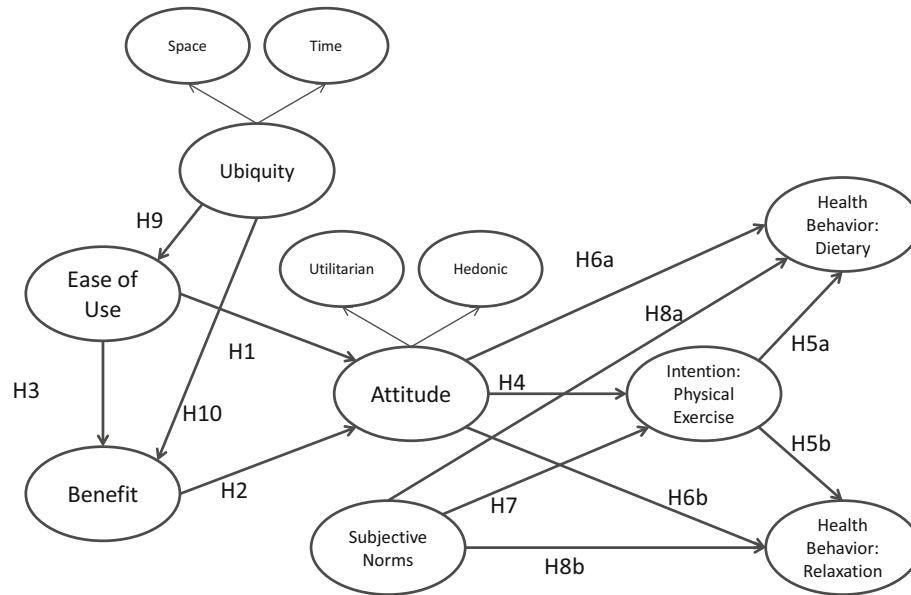 Space
Time
Ubiquity
H9
Health
Behavior:
Dietary
Utilitarian
Hedonic
H6a
Ease of
Use
H8a
H1
H5a
H3
Attitude
H4
Intention:
Physical
Exercise
H10
H5b
Benefit
H2
H7
H6b
Subjective
Norms
H8b
Health
Behavior:
Relaxation